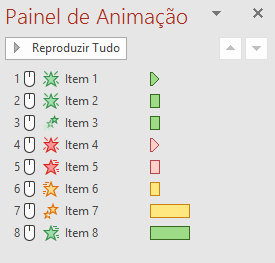 Painel de Animação
Reproduzir Tudo
1 Item 1
2 Item 2
3 Item 3
4 Item 4
5 Item 5
6 Item 6
7 Item 7
8 Item 8